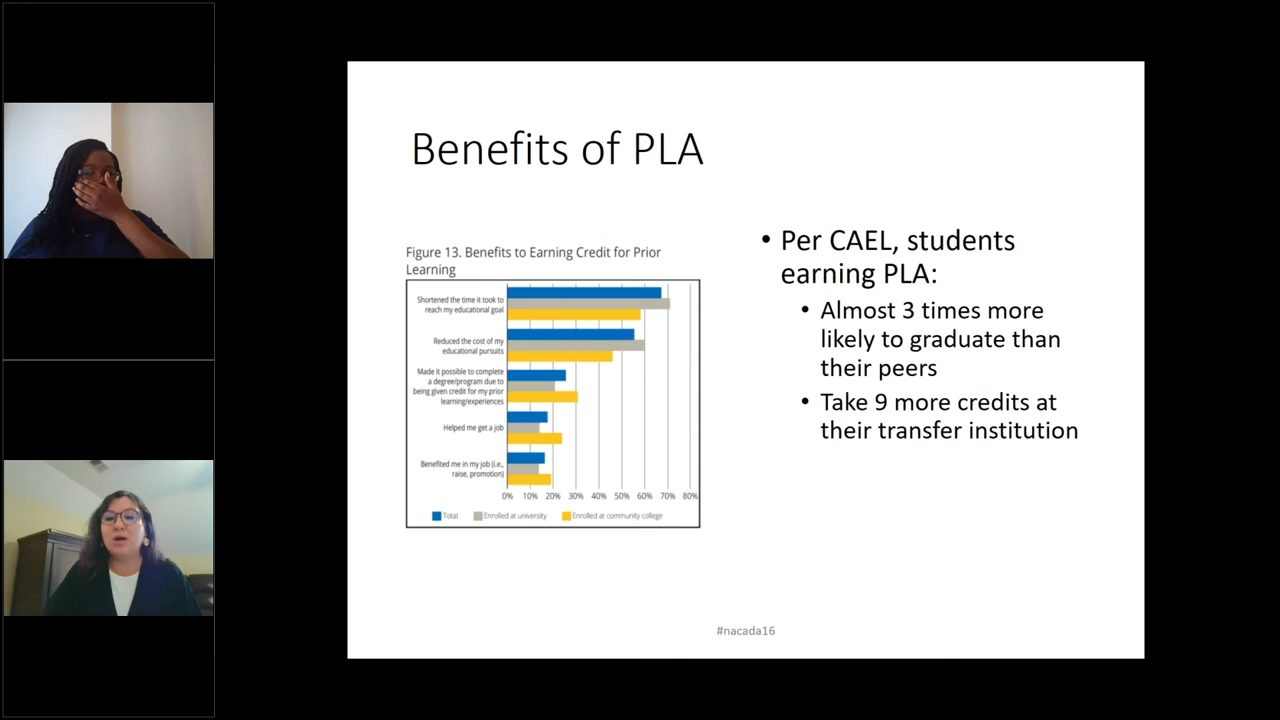 Benefits of PLA
Figure 13. Benefits to Earning Credit for Prior
Learning
Shortened the time it took to
reach my educational goal
Reduced the cost of my
educational pursuits
Made it possible to complete
a degree/program due to
being given credit for my prior
learning/experiences
Helped me get a job
Benefited me in my job (i.e.,
raise, promotion)
0% 10% 20% 30% 40% 50% 60% 70% 80%
Total Enrolled at university Enrolled at community college
• Per CAEL, students
earning PLA:
• Almost 3 times more
likely to graduate than
their peers
• Take 9 more credits at
their transfer institution
#nacada16